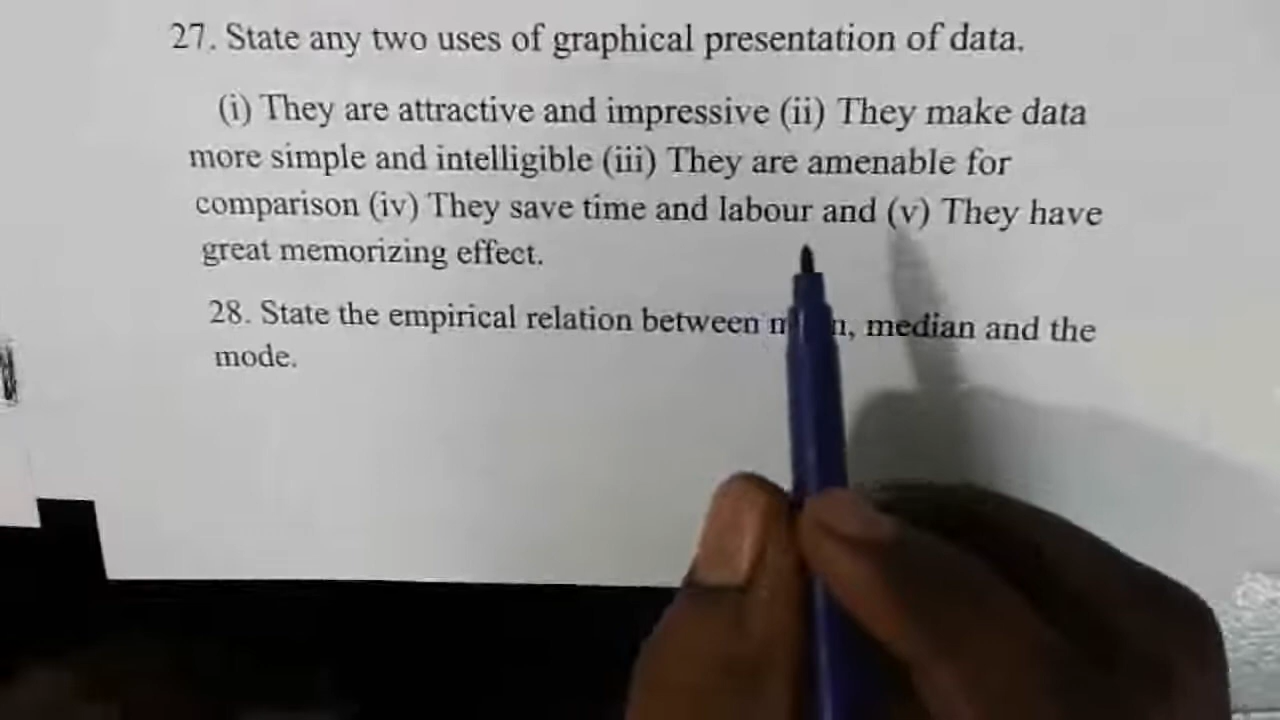 27. State any two uses of graphical presentation of data.
(i) They are attractive and impressive (ii) They make data
more simple and intelligible (iii) They are amenable for
comparison (iv) They save time and labour and (v) They have
great memorizing effect.
28. State the empirical relation between median and the
mode.